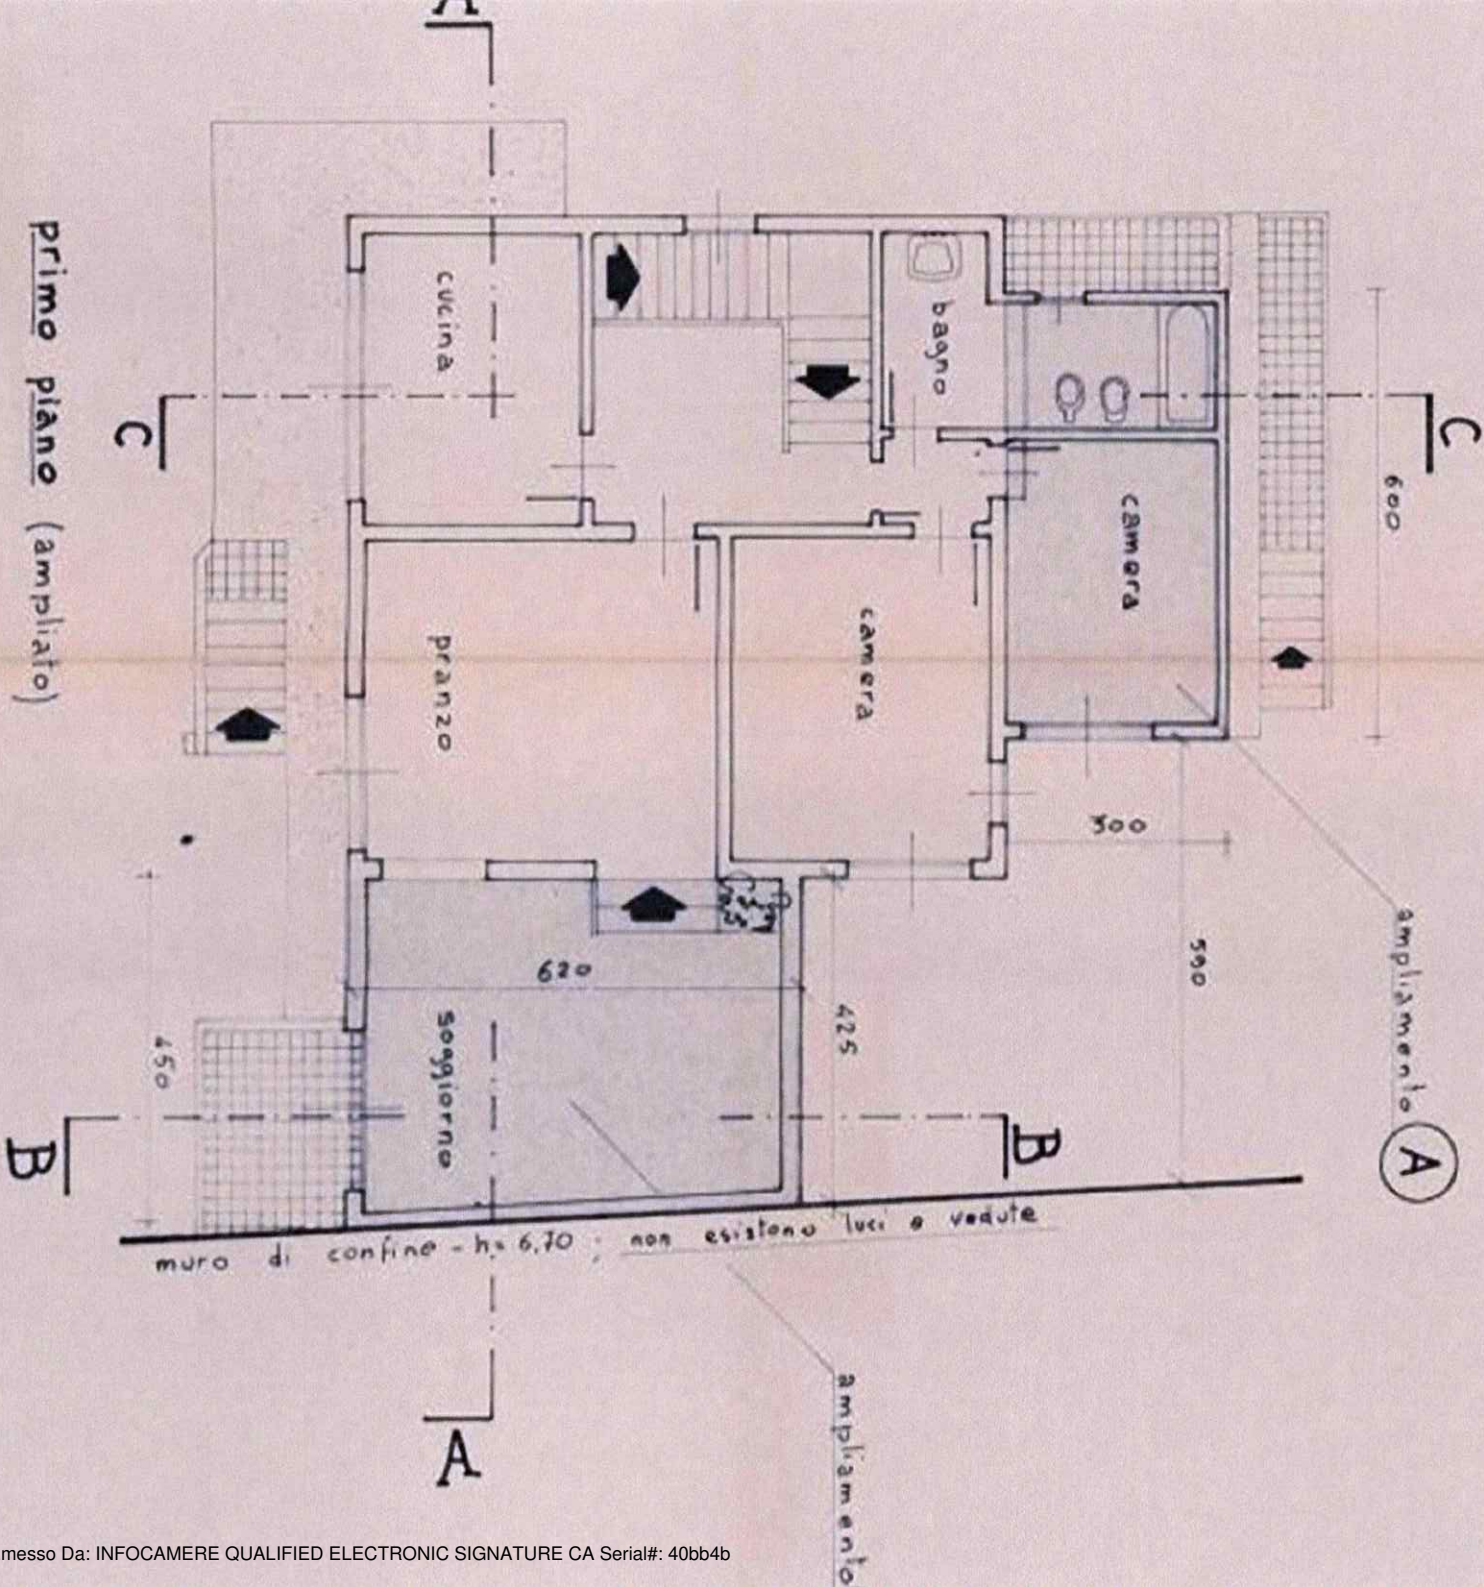 A
primo piano (ampliato)
C
C
600
cucina
bagno
camera
camera
pranzo
300
590
ampliamento A
620
425
450
soggiorno
B
B
muro di confine - h= 6,70 ; non esistono luci e vedute
ampliamento
A
messo Da: INFOCAMERE QUALIFIED ELECTRONIC SIGNATURE CA Serial#: 40bb4b